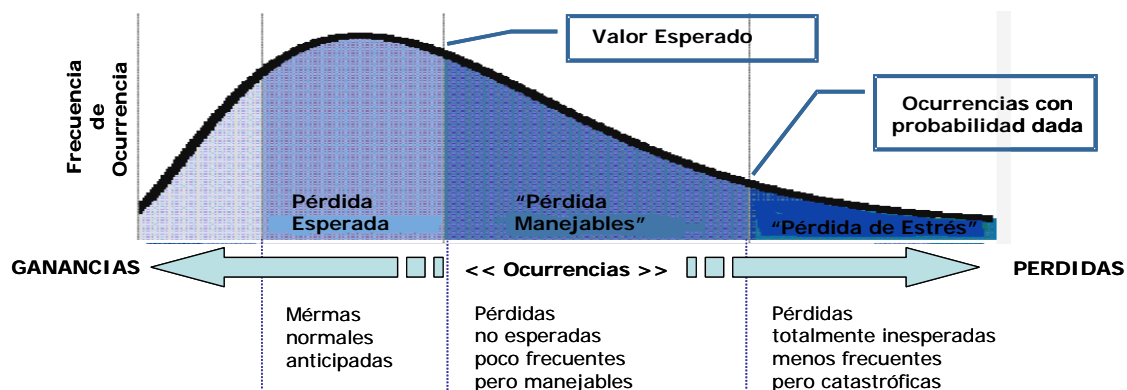 Valor Esperado
Ocurrencias con
probabilidad dada
Frecuencia
de
Ocurrencia
Pérdida
Esperada
“Pérdida
Manejables”
“Pérdida de Estrés”
GANANCIAS
<< Ocurrencias >>
PERDIDAS
Mérmas
normales
anticipadas
Pérdidas
no esperadas
poco frecuentes
pero manejables
Pérdidas
totalmente inesperadas
menos frecuentes
pero catastróficas